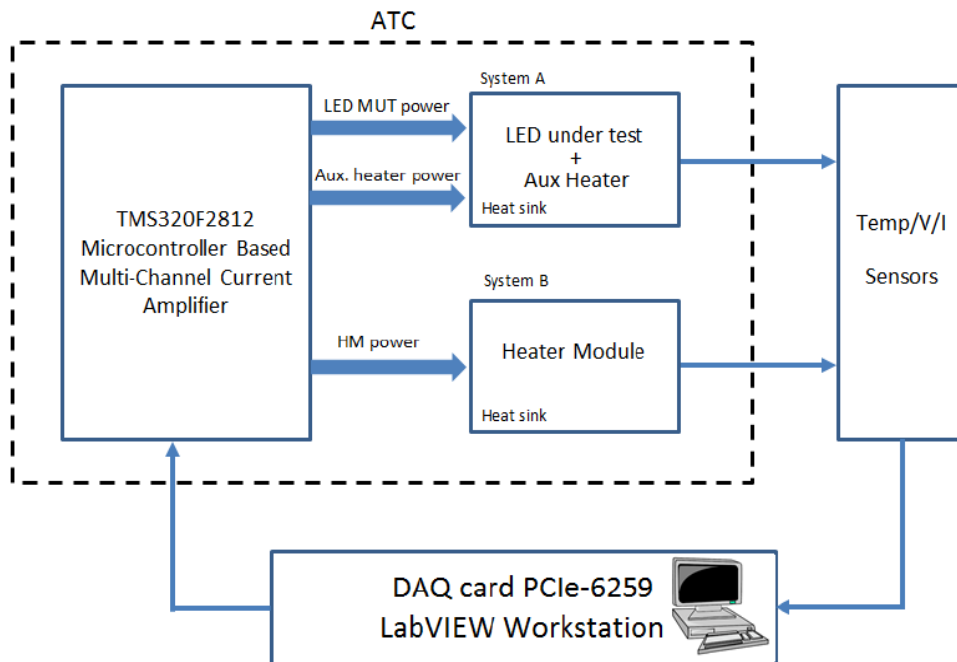 ATC
System A
LED MUT power
LED under test
+
Aux Heater
Aux. heater power
Heat sink
TMS320F2812
Microcontroller Based
Multi-Channel Current
Amplifier
Temp/V/I
Sensors
System B
HM power
Heater Module
Heat sink
DAQ card PCIe-6259
LabVIEW Workstation